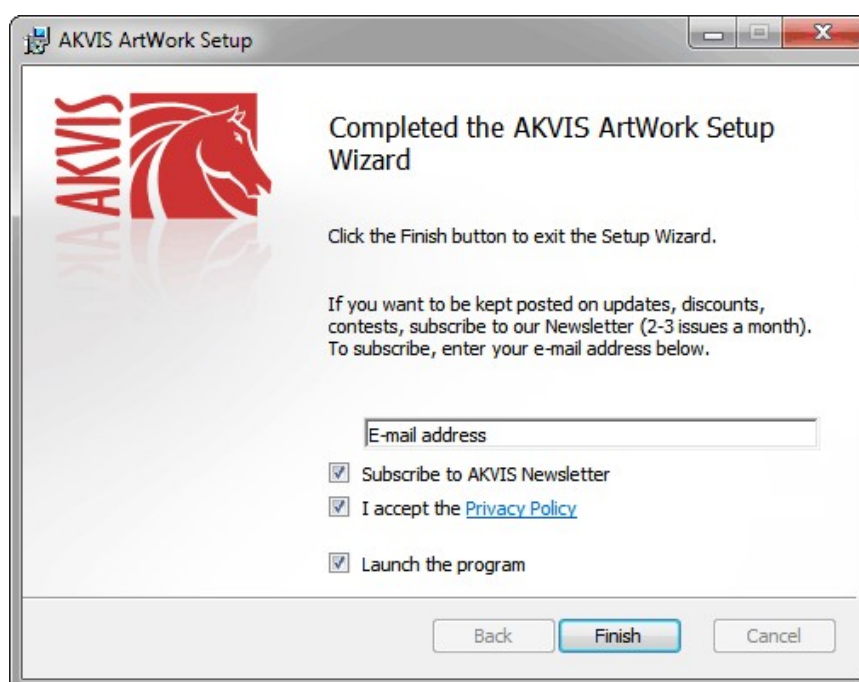 AKVIS ArtWork Setup
AKVIS
Completed the AKVIS ArtWork Setup
Wizard
Click the Finish button to exit the Setup Wizard.
If you want to be kept posted on updates, discounts,
contests, subscribe to our Newsletter (2-3 issues a month).
To subscribe, enter your e-mail address below.
E-mail address
Subscribe to AKVIS Newsletter
I accept the Privacy Policy
Launch the program
Back Finish Cancel